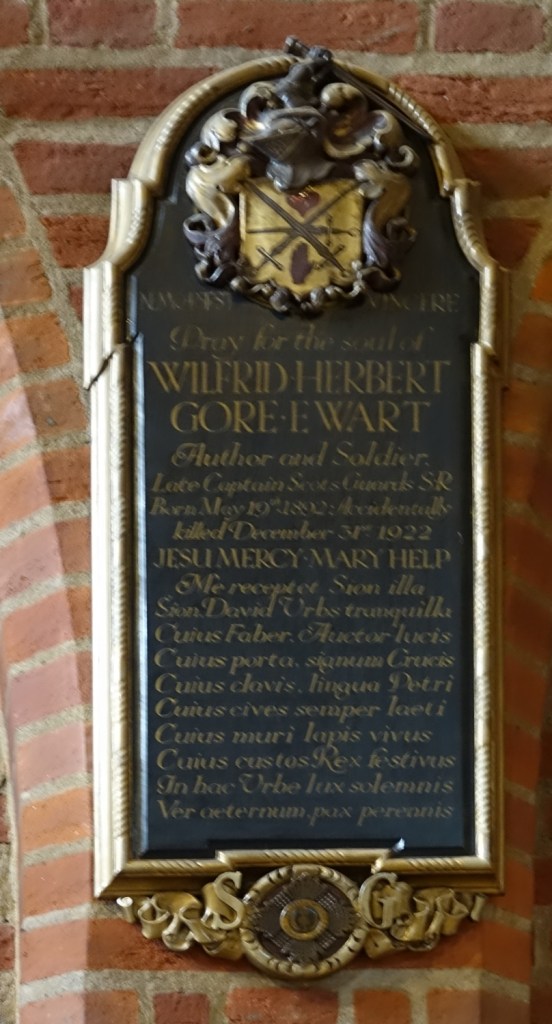 VINCERE
Pray for the soul of
WILFRID·HERBERT
GORE·EWART
Author and Soldier.
Late Captain Scots Guards S·R
Born May 19th 1892: Accidentally
killed December 31st 1922
JESU MERCY·MARY HELP
Me receptet Sion illa
Sion David Urbs tranquilla
Cuius Faber, Auctor lucis
Cuius porta, signum Crucis
Cuius clavis, lingua Petri
Cuius cives semper laeti
Cuius muri lapis vivus
Cuius custos Rex festivus
In hac Urbe lux solemnis
Ver aeternum, pax perennis
S G